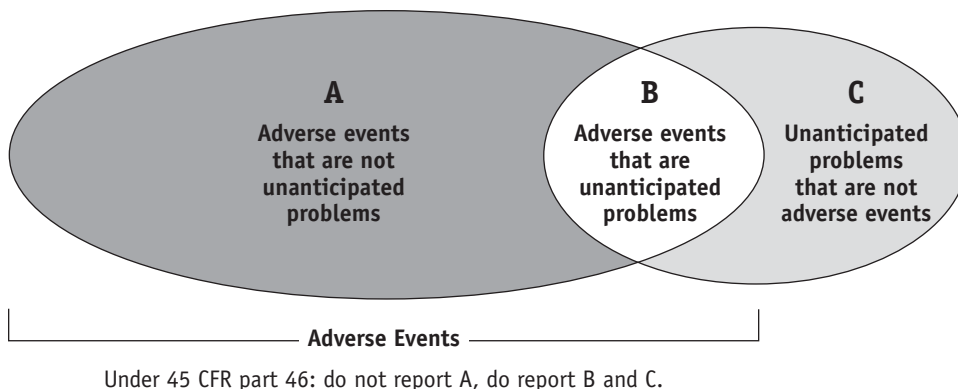 A
Adverse events
that are not
unanticipated
problems
B
Adverse events
that are
unanticipated
problems
C
Unanticipated
problems
that are not
adverse events
Adverse Events
Under 45 CFR part 46: do not report A, do report B and C.